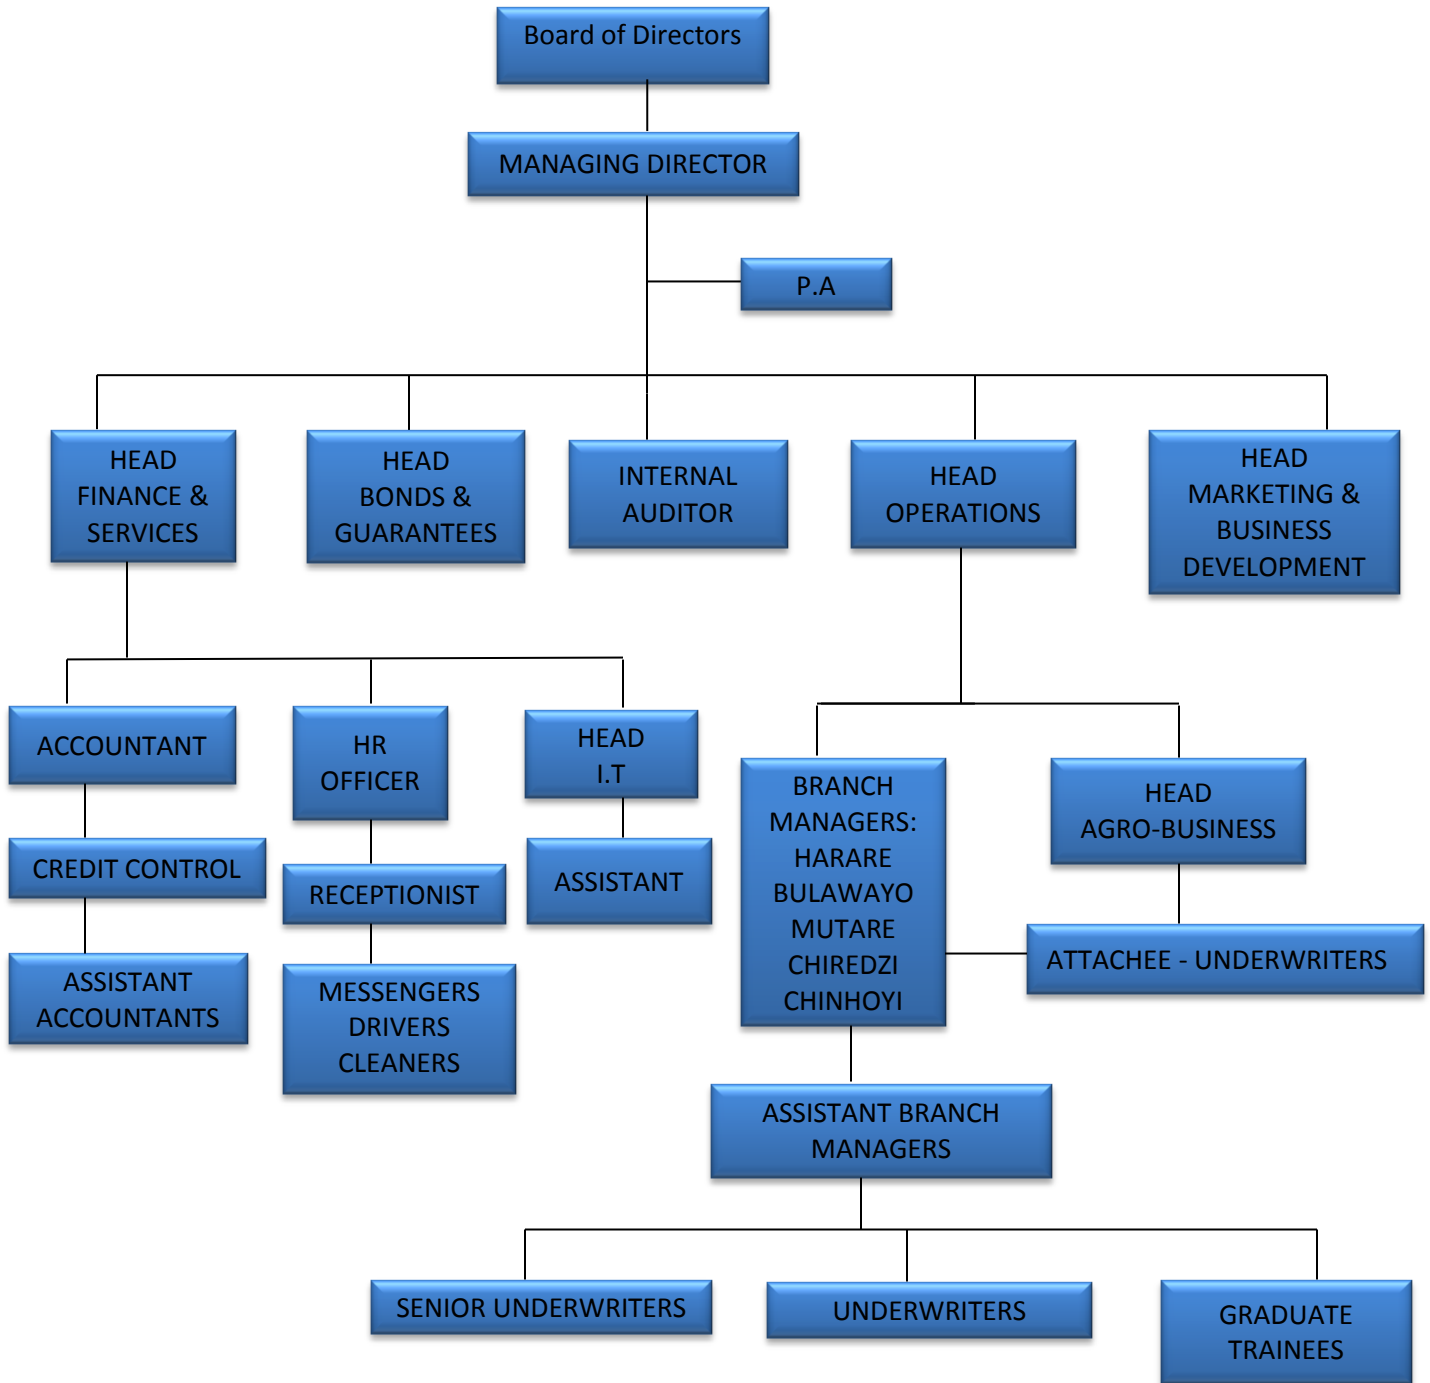 Board of Directors
MANAGING DIRECTOR
P.A
HEAD
FINANCE &
SERVICES
HEAD
BONDS &
GUARANTEES
INTERNAL
AUDITOR
HEAD
OPERATIONS
HEAD
MARKETING &
BUSINESS
DEVELOPMENT
ACCOUNTANT
HR
OFFICER
HEAD
I.T
BRANCH
MANAGERS:
HARARE
BULAWAYO
MUTARE
CHIREDZI
CHINHOYI
HEAD
AGRO-BUSINESS
CREDIT CONTROL
RECEPTIONIST
ASSISTANT
ATTACHEE - UNDERWRITERS
ASSISTANT
ACCOUNTANTS
MESSENGERS
DRIVERS
CLEANERS
ASSISTANT BRANCH
MANAGERS
SENIOR UNDERWRITERS
UNDERWRITERS
GRADUATE
TRAINEES